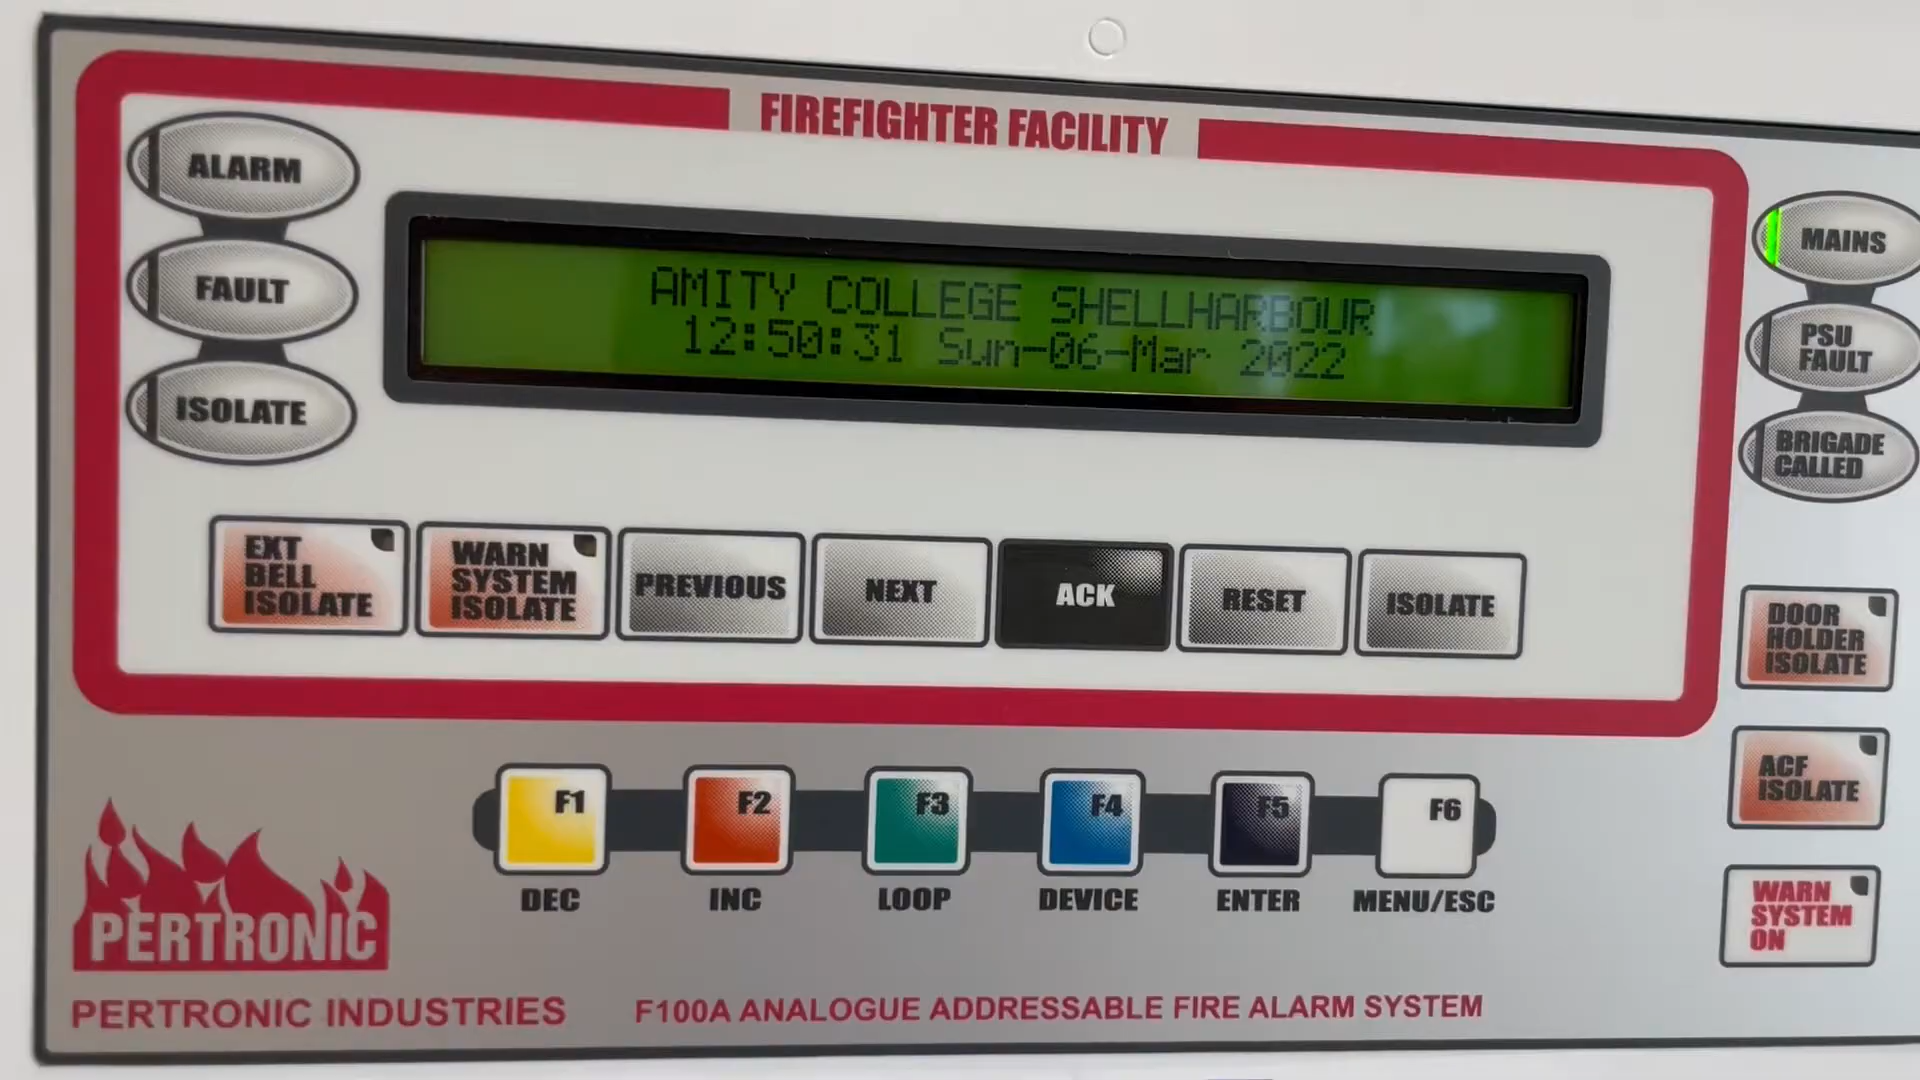 FIREFIGHTER FACILITY
ALARM
FAULT
ISOLATE
AMITY COLLEGE SHELLHARBOUR
12:50:31 Sun-06-Mar 2022
MAINS
PSU
FAULT
BRIGADE
CALLED
EXT
BELL
ISOLATE
WARN
SYSTEM
ISOLATE
PREVIOUS
NEXT
ACK
RESET
ISOLATE
DOOR
HOLDER
ISOLATE
ACF
ISOLATE
WARN
SYSTEM
ON
F1
F2
F3
F4
F5
F6
DEC
INC
LOOP
DEVICE
ENTER
MENU/ESC
PERTRONIC
PERTRONIC INDUSTRIES
F100A ANALOGUE ADDRESSABLE FIRE ALARM SYSTEM